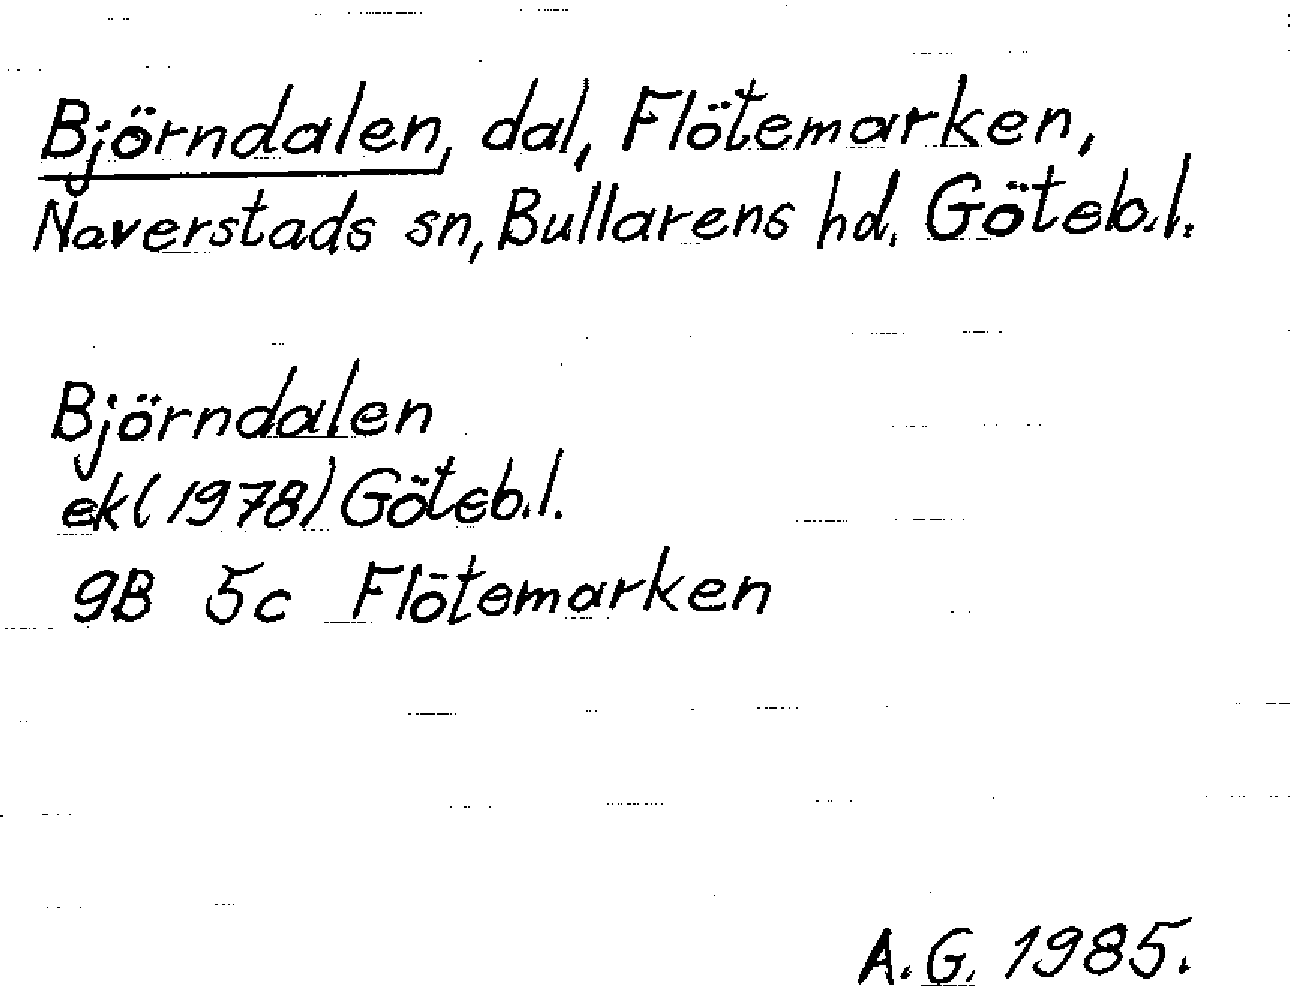 Björndalen, dal, Flötemarken,
Naverstads sn, Bullarens hd. Göteb.l.
Björndalen
ek (1978) Göteb.l.
9B 5c Flötemarken
A.G. 1985.